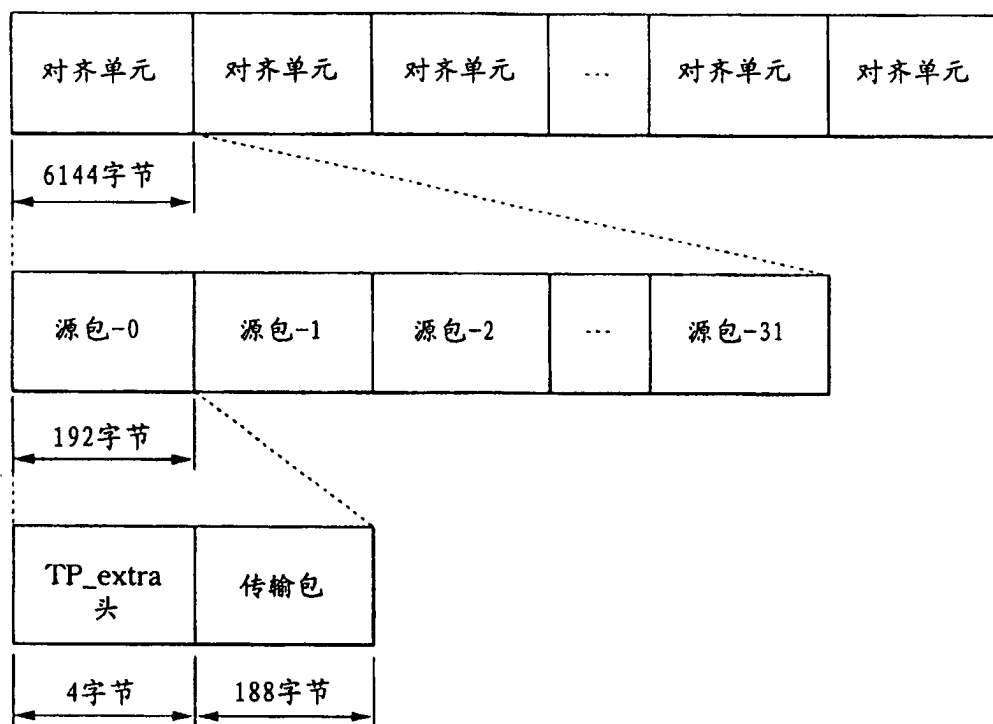 对齐单元 对齐单元 对齐单元 ... 对齐单元 对齐单元
6144字节
源包-0 源包-1 源包-2 ... 源包-31
192字节
TP_extra
头 传输包
4字节 188字节